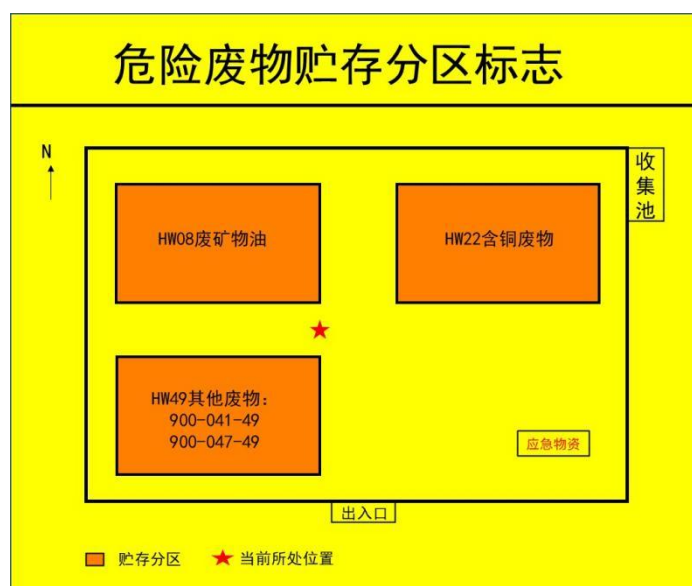 危险废物贮存分区标志
N
收集池
HW08废矿物油
HW22含铜废物
HW49其他废物:
900-041-49
900-047-49
应急物资
出入口
贮存分区
当前所处位置